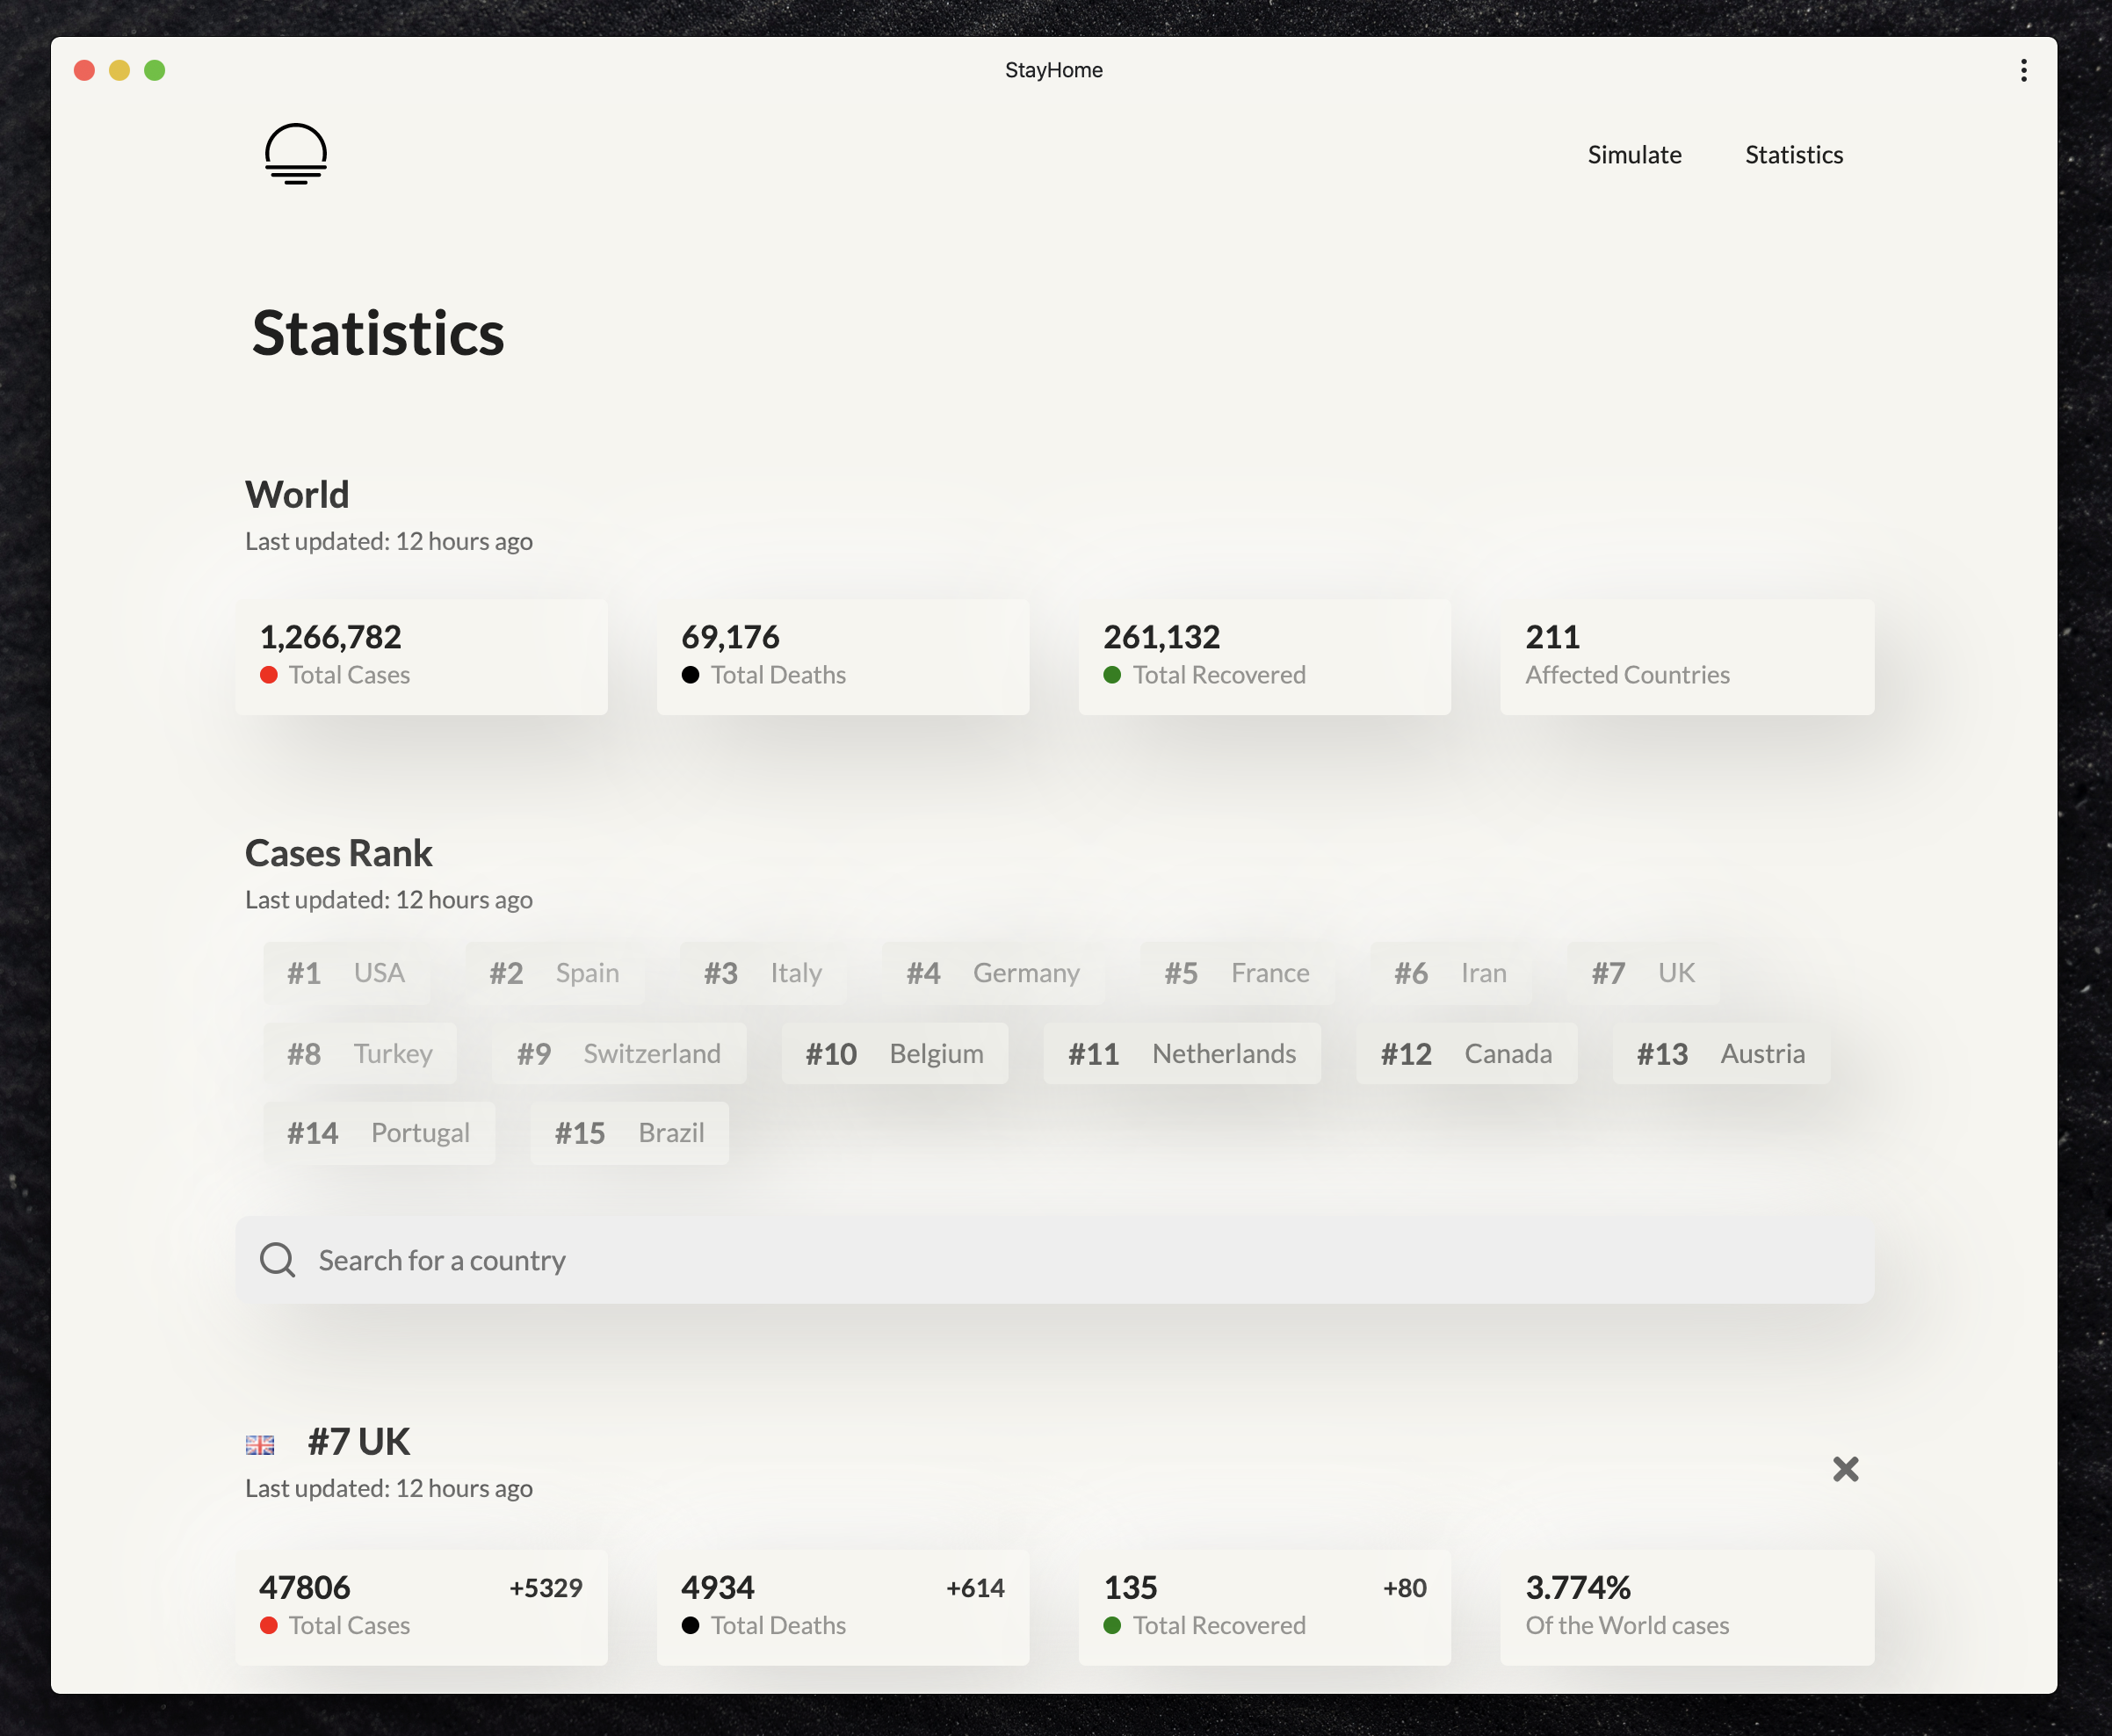 StayHome
Simulate Statistics
Statistics
World
Last updated: 12 hours ago
1,266,782 69,176 261,132 211
Total Cases Total Deaths Total Recovered Affected Countries
Cases Rank
Last updated: 12 hours ago
#1 USA #2 Spain #3 Italy #4 Germany #5 France #6 Iran #7 UK
#8 Turkey #9 Switzerland #10 Belgium #11 Netherlands #12 Canada #13 Austria
#14 Portugal #15 Brazil
Search for a country
#7 UK
Last updated: 12 hours ago
47806 +5329 4934 +614 135 +80 3.774%
Total Cases Total Deaths Total Recovered Of the World cases